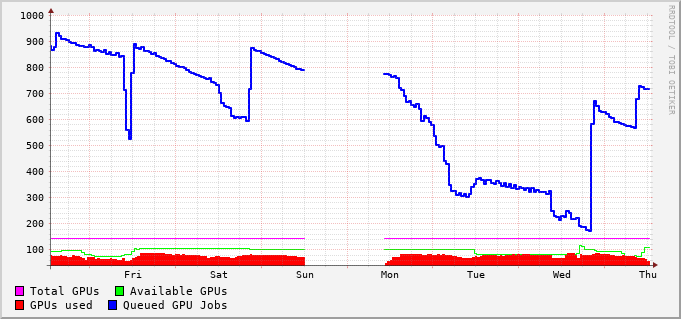 1000
900
800
700
600
500
400
300
200
100
Fri Sat Sun Mon Tue Wed Thu
Total GPUs Available GPUs
GPUs used Queued GPU Jobs
RRDTOOL / TOBI OETIKER